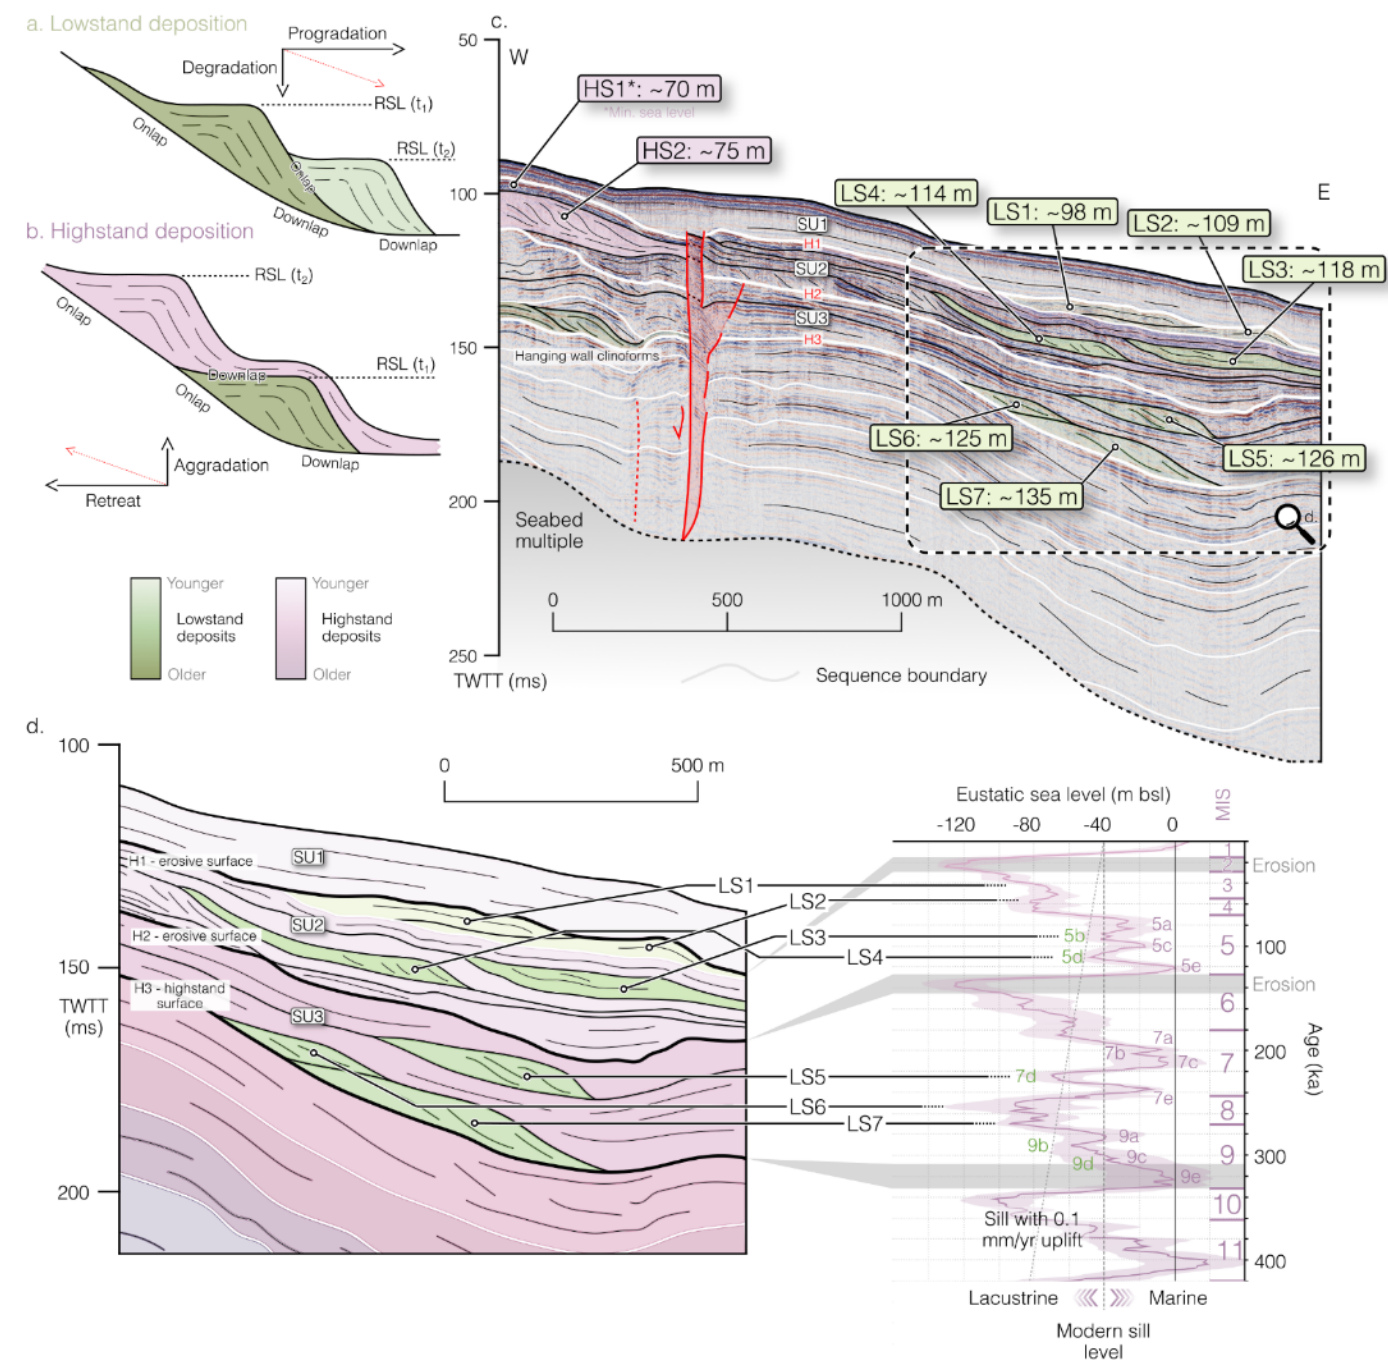 a. Lowstand deposition
Progradation
Degradation
RSL (t₁)
RSL (t₂)
Onlap
Onlap
Downlap
Downlap
b. Highstand deposition
RSL (t₂)
Onlap
RSL (t₁)
Downlap
Onlap
Downlap
Aggradation
Retreat
Younger
Lowstand
deposits
Older
Younger
Highstand
deposits
Older
c.
50
100
150
200
250
TWTT (ms)
W
E
HS1*: ~70 m
*Min. sea level
HS2: ~75 m
LS4: ~114 m
LS1: ~98 m
LS2: ~109 m
LS3: ~118 m
SU1
H1
SU2
H2
SU3
H3
Hanging wall clinoforms
LS6: ~125 m
LS5: ~126 m
LS7: ~135 m
d.
Seabed
multiple
0 500 1000 m
Sequence boundary
d.
100
150
TWTT
(ms)
200
0 500 m
SU1
H1 - erosive surface
SU2
H2 - erosive surface
H3 - highstand
surface
SU3
LS1
LS2
LS3
LS4
LS5
LS6
LS7
Eustatic sea level (m bsl)
-120 -80 -40 0
MIS
1
2
3
4
5
6
7
8
9
10
11
Erosion
Erosion
5a
5b
5c
5d
5e
7a
7b
7c
7d
7e
9a
9b
9c
9d
9e
100
200
300
400
Age (ka)
Sill with 0.1
mm/yr uplift
Lacustrine
Marine
Modern sill
level